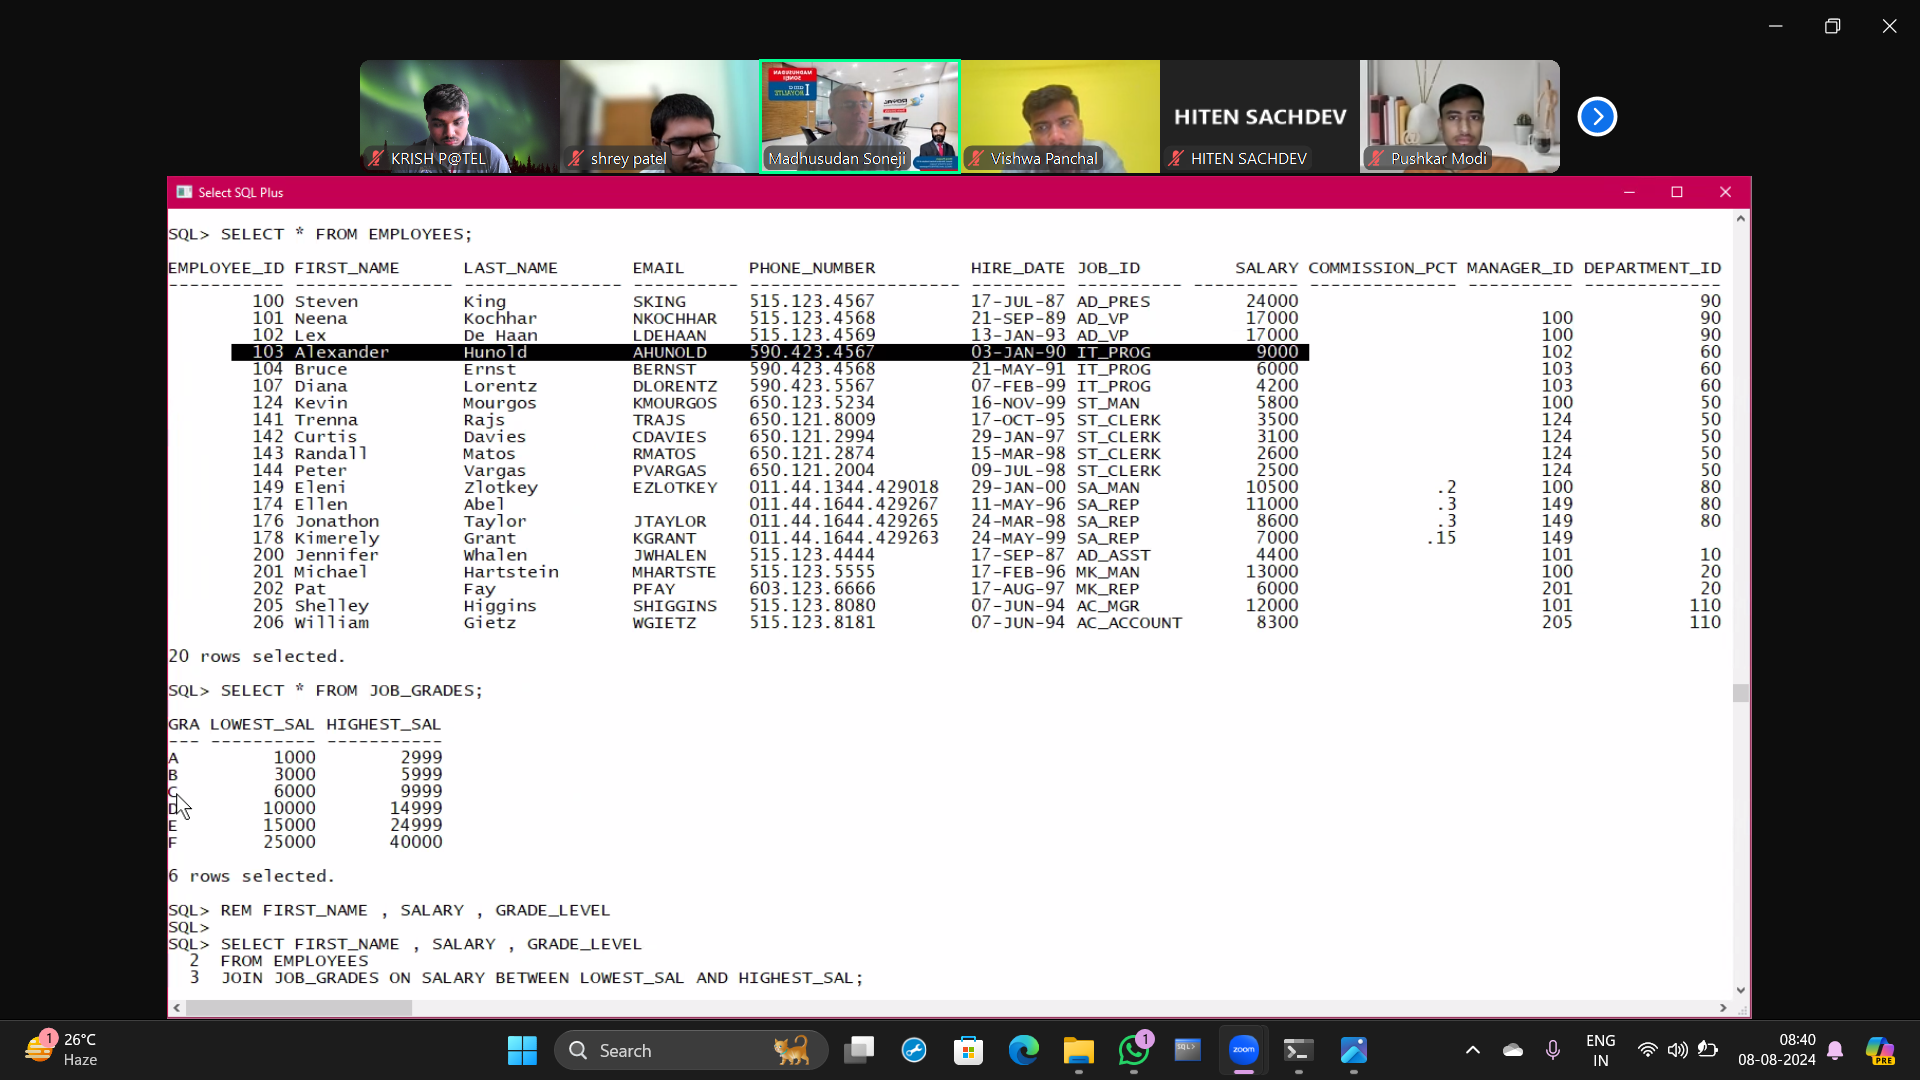 KRISH P@TEL
shrey patel
MADHUSUDAN
SONEJI
ROYALITE
Madhusudan Soneji
Vishwa Panchal
HITEN SACHDEV
HITEN SACHDEV
Pushkar Modi
Select SQL Plus
SQL> SELECT * FROM EMPLOYEES;
EMPLOYEE_ID FIRST_NAME LAST_NAME EMAIL PHONE_NUMBER HIRE_DATE JOB_ID SALARY COMMISSION_PCT MANAGER_ID DEPARTMENT_ID
----------- --------------- --------------- ---------- -------------------- --------- ---------- ---------- -------------- ---------- -------------
100 Steven King SKING 515.123.4567 17-JUL-87 AD_PRES 24000 90
101 Neena Kochhar NKOCHHAR 515.123.4568 21-SEP-89 AD_VP 17000 100 90
102 Lex De Haan LDEHAAN 515.123.4569 13-JAN-93 AD_VP 17000 100 90
103 Alexander Hunold AHUNOLD 590.423.4567 03-JAN-90 IT_PROG 9000 102 60
104 Bruce Ernst BERNST 590.423.4568 21-MAY-91 IT_PROG 6000 103 60
107 Diana Lorentz DLORENTZ 590.423.5567 07-FEB-99 IT_PROG 4200 103 60
124 Kevin Mourgos KMOURGOS 650.123.5234 16-NOV-99 ST_MAN 5800 100 50
141 Trenna Rajs TRAJS 650.121.8009 17-OCT-95 ST_CLERK 3500 124 50
142 Curtis Davies CDAVIES 650.121.2994 29-JAN-97 ST_CLERK 3100 124 50
143 Randall Matos RMATOS 650.121.2874 15-MAR-98 ST_CLERK 2600 124 50
144 Peter Vargas PVARGAS 650.121.2004 09-JUL-98 ST_CLERK 2500 124 50
149 Eleni Zlotkey EZLOTKEY 011.44.1344.429018 29-JAN-00 SA_MAN 10500 .2 100 80
174 Ellen Abel 011.44.1644.429267 11-MAY-96 SA_REP 11000 .3 149 80
176 Jonathon Taylor JTAYLOR 011.44.1644.429265 24-MAR-98 SA_REP 8600 .3 149 80
178 Kimerely Grant KGRANT 011.44.1644.429263 24-MAY-99 SA_REP 7000 .15 149
200 Jennifer Whalen JWHALEN 515.123.4444 17-SEP-87 AD_ASST 4400 101 10
201 Michael Hartstein MHARTSTE 515.123.5555 17-FEB-96 MK_MAN 13000 100 20
202 Pat Fay PFAY 603.123.6666 17-AUG-97 MK_REP 6000 201 20
205 Shelley Higgins SHIGGINS 515.123.8080 07-JUN-94 AC_MGR 12000 101 110
206 William Gietz WGIETZ 515.123.8181 07-JUN-94 AC_ACCOUNT 8300 205 110
20 rows selected.
SQL> SELECT * FROM JOB_GRADES;
GRA LOWEST_SAL HIGHEST_SAL
--- ---------- -----------
A 1000 2999
B 3000 5999
C 6000 9999
D 10000 14999
E 15000 24999
F 25000 40000
6 rows selected.
SQL> REM FIRST_NAME , SALARY , GRADE_LEVEL
SQL>
SQL> SELECT FIRST_NAME , SALARY , GRADE_LEVEL
2 FROM EMPLOYEES
3 JOIN JOB_GRADES ON SALARY BETWEEN LOWEST_SAL AND HIGHEST_SAL;
1
26°C
Haze
Search
1
SQL>
zoom
ENG
IN
08:40
08-08-2024
PRE